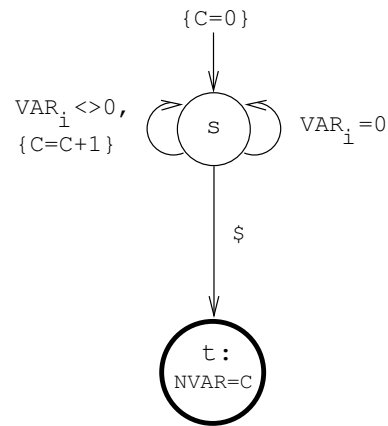 {C=0}
VAR_i <>0,
{C=C+1}
s
VAR_i =0
$
t:
NVAR=C